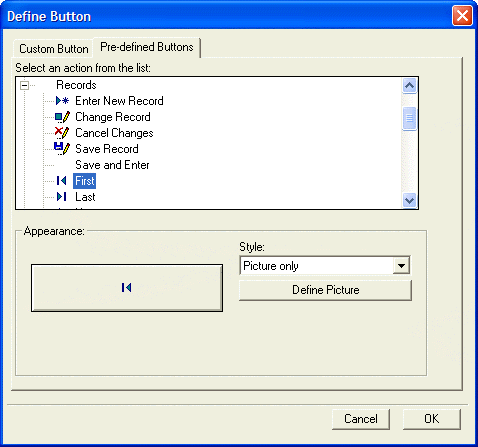 Define Button
Custom Button
Pre-defined Buttons
Select an action from the list:
Records
Enter New Record
Change Record
Cancel Changes
Save Record
Save and Enter
First
Last
Appearance:
Style:
Picture only
Define Picture
Cancel
OK